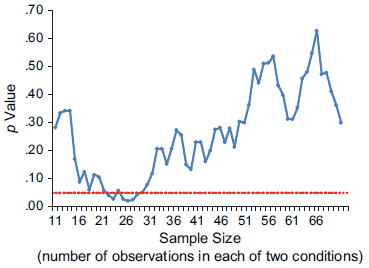 .70
.60
.50
.40
.30
.20
.10
.00
p Value
11 16 21 26 31 36 41 46 51 56 61 66
Sample Size
(number of observations in each of two conditions)